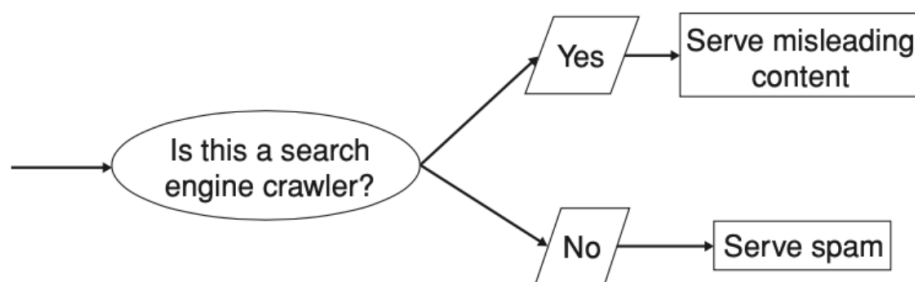 Is this a search
engine crawler?
Yes
Serve misleading
content
No
Serve spam